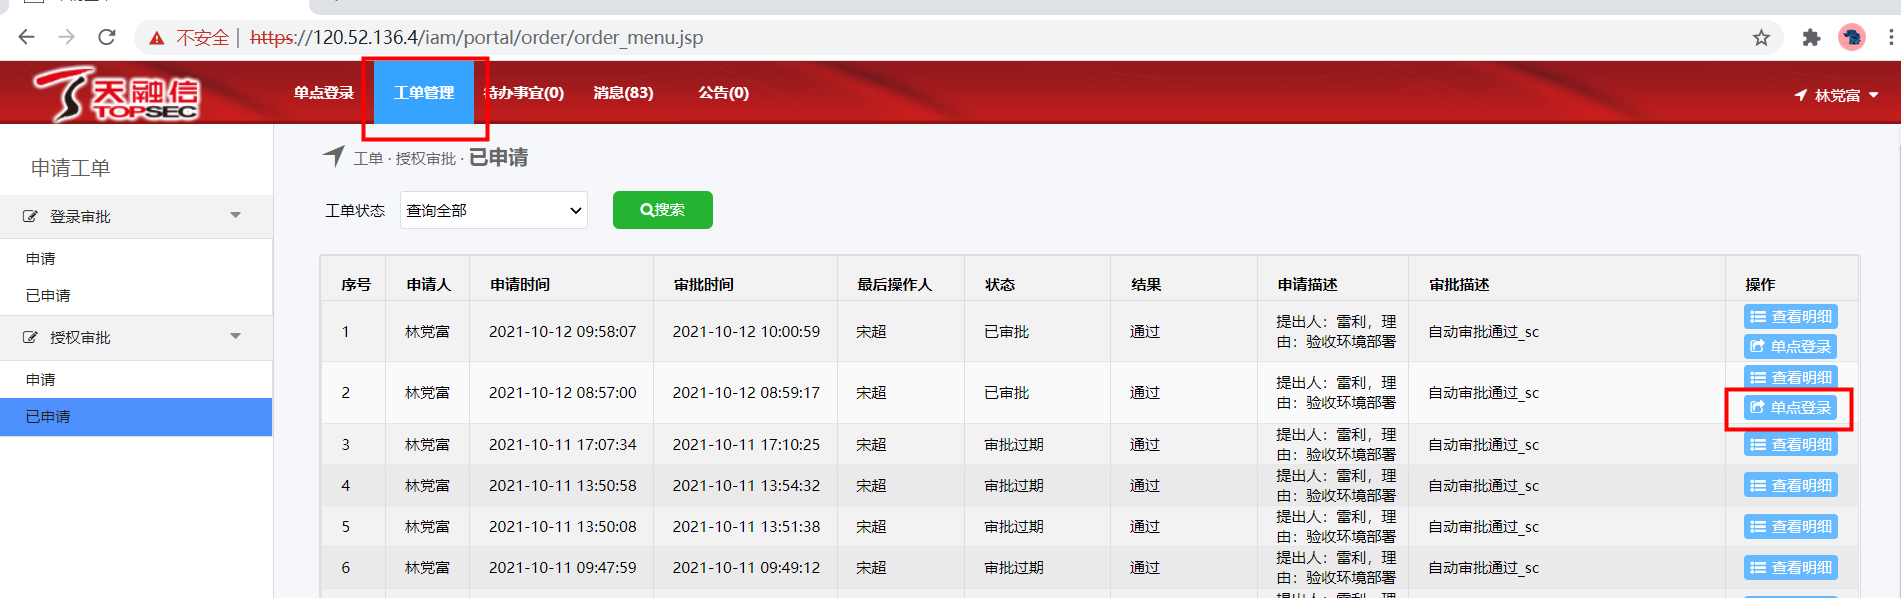 不安全 | https://120.52.136.4/iam/portal/order/order_menu.jsp
天融信
TOPSEC
单点登录 工单管理 待办事宜(0) 消息(83) 公告(0) 林党富
申请工单
登录审批
申请
已申请
授权审批
申请
已申请
工单 · 授权审批 · 已申请
工单状态 查询全部 搜索
序号 申请人 申请时间 审批时间 最后操作人 状态 结果 申请描述 审批描述 操作
1 林党富 2021-10-12 09:58:07 2021-10-12 10:00:59 宋超 已审批 通过 提出人：雷利，理
由：验收环境部署 自动审批通过_sc 查看明细
单点登录
2 林党富 2021-10-12 08:57:00 2021-10-12 08:59:17 宋超 已审批 通过 提出人：雷利，理
由：验收环境部署 自动审批通过_sc 查看明细
单点登录
3 林党富 2021-10-11 17:07:34 2021-10-11 17:10:25 宋超 审批过期 通过 提出人：雷利，理
由：验收环境部署 自动审批通过_sc 查看明细
4 林党富 2021-10-11 13:50:58 2021-10-11 13:54:32 宋超 审批过期 通过 提出人：雷利，理
由：验收环境部署 自动审批通过_sc 查看明细
5 林党富 2021-10-11 13:50:08 2021-10-11 13:51:38 宋超 审批过期 通过 提出人：雷利，理
由：验收环境部署 自动审批通过_sc 查看明细
6 林党富 2021-10-11 09:47:59 2021-10-11 09:49:12 宋超 审批过期 通过 提出人：雷利，理
由：验收环境部署 自动审批通过_sc 查看明细